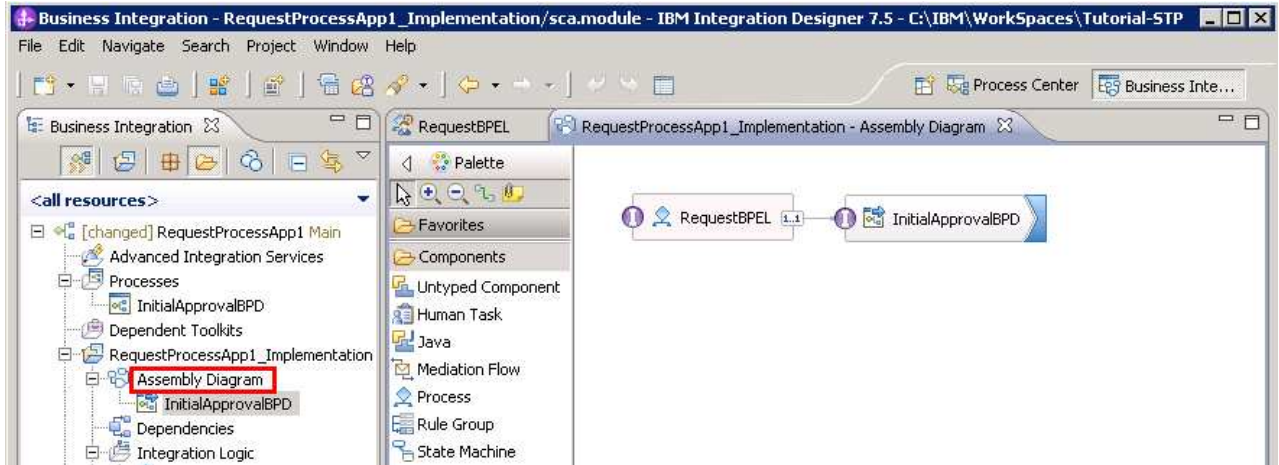 Business Integration - RequestProcessApp1_Implementation/sca.module - IBM Integration Designer 7.5 - C:\IBM\WorkSpaces\Tutorial-STP
File Edit Navigate Search Project Window Help
Process Center
Business Inte...
Business Integration
<all resources>
[changed] RequestProcessApp1 Main
Advanced Integration Services
Processes
InitialApprovalBPD
Dependent Toolkits
RequestProcessApp1_Implementation
Assembly Diagram
InitialApprovalBPD
Dependencies
Integration Logic
RequestBPEL
RequestProcessApp1_Implementation - Assembly Diagram
Palette
Favorites
Components
Untyped Component
Human Task
Java
Mediation Flow
Process
Rule Group
State Machine
RequestBPEL
1..1
InitialApprovalBPD